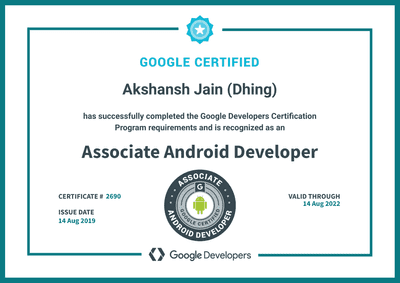 GOOGLE CERTIFIED
Akshansh Jain (Dhing)
has successfully completed the Google Developers Certification
Program requirements and is recognized as an
Associate Android Developer
CERTIFICATE # 2690
ISSUE DATE
14 Aug 2019
ASSOCIATE
G
GOOGLE CERTIFIED
ANDROID DEVELOPER
VALID THROUGH
14 Aug 2022
Google Developers